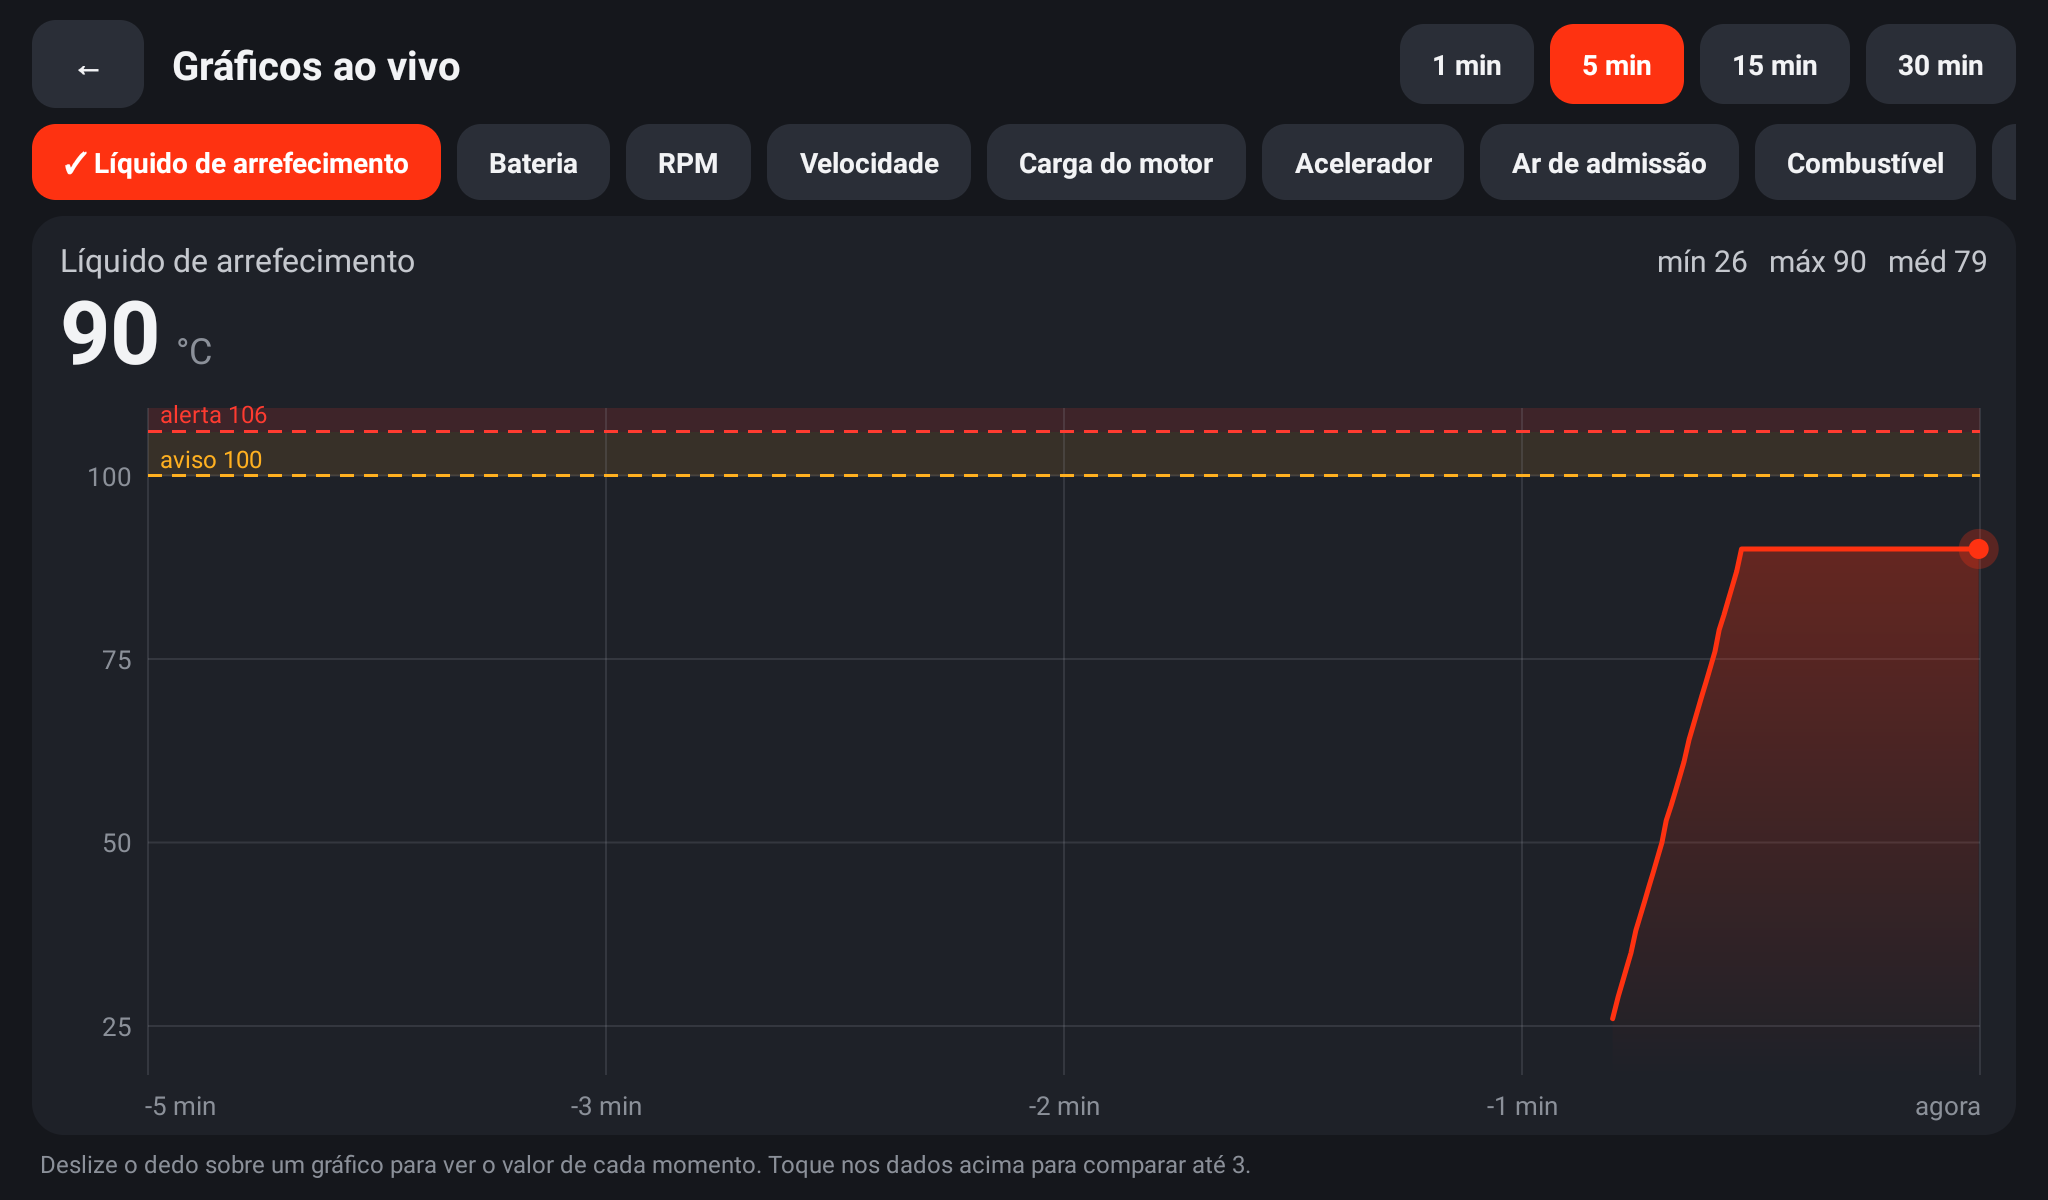 ←
Gráficos ao vivo
1 min
5 min
15 min
30 min
✓Líquido de arrefecimento
Bateria
RPM
Velocidade
Carga do motor
Acelerador
Ar de admissão
Combustível
Líquido de arrefecimento
mín 26 máx 90 méd 79
90 °C
alerta 106
aviso 100
100
75
50
25
-5 min
-3 min
-2 min
-1 min
agora
Deslize o dedo sobre um gráfico para ver o valor de cada momento. Toque nos dados acima para comparar até 3.